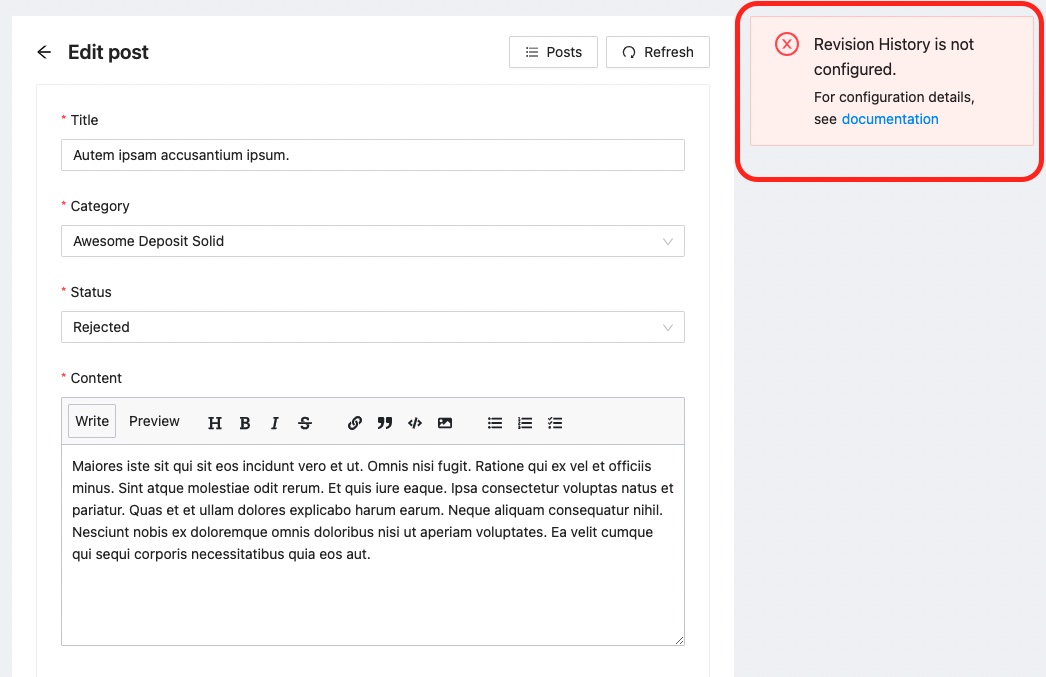 Edit post
Posts
Refresh
* Title
Autem ipsam accusantium ipsum.
* Category
Awesome Deposit Solid
* Status
Rejected
* Content
Write Preview H B I S
Maiores iste sit qui sit eos incidunt vero et ut. Omnis nisi fugit. Ratione qui ex vel et officiis
minus. Sint atque molestiae odit rerum. Et quis iure eaque. Ipsa consectetur voluptas natus et
pariatur. Quas et et ullam dolores explicabo harum earum. Neque aliquam consequatur nihil.
Nesciunt nobis ex doloremque omnis doloribus nisi ut aperiam voluptates. Ea velit cumque
qui sequi corporis necessitatibus quia eos aut.
Revision History is not
configured.
For configuration details,
see documentation